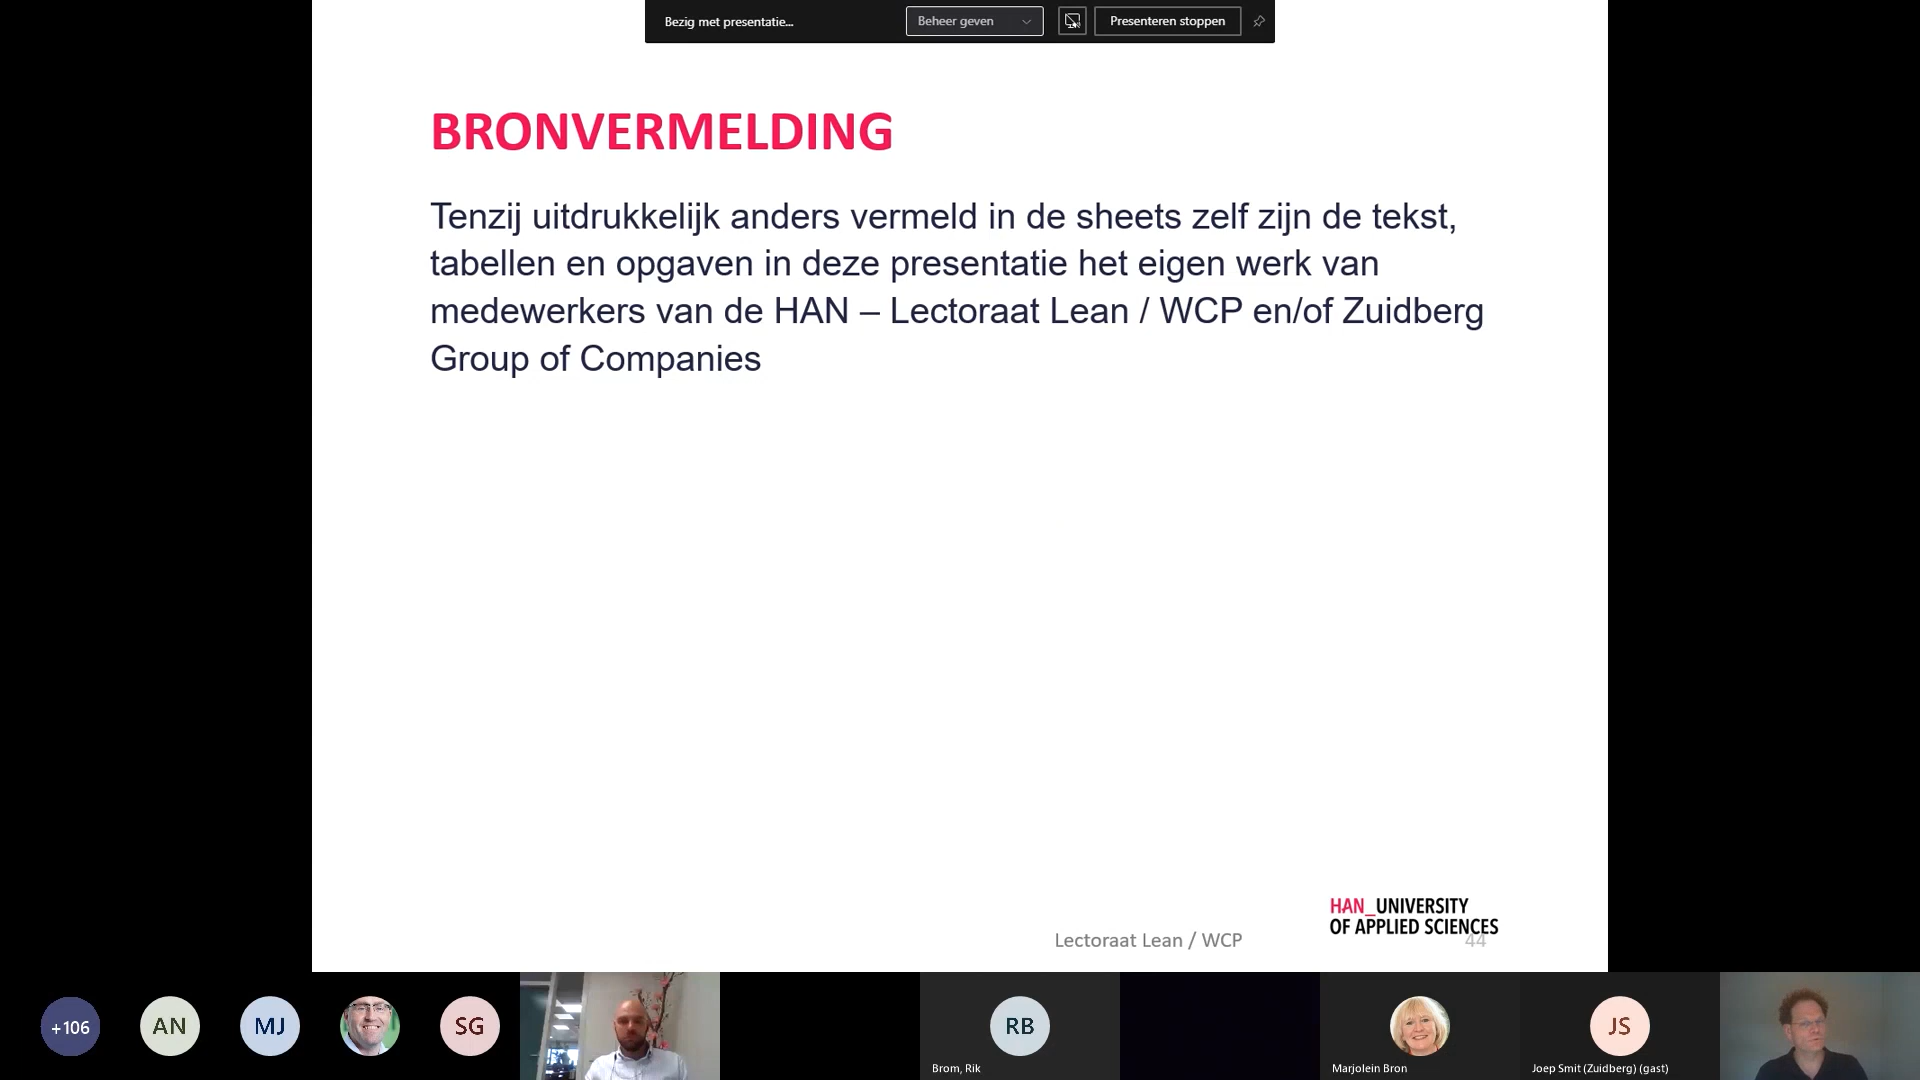 Bezig met presentatie...
Beheer geven
Presenteren stoppen
BRONVERMELDING
Tenzij uitdrukkelijk anders vermeld in de sheets zelf zijn de tekst,
tabellen en opgaven in deze presentatie het eigen werk van
medewerkers van de HAN – Lectoraat Lean / WCP en/of Zuidberg
Group of Companies
HAN_UNIVERSITY
OF APPLIED SCIENCES
Lectoraat Lean / WCP
44
+106
AN
MJ
SG
RB
JS
Brom, Rik
Marjolein Bron
Joep Smit (Zuidberg) (gast)